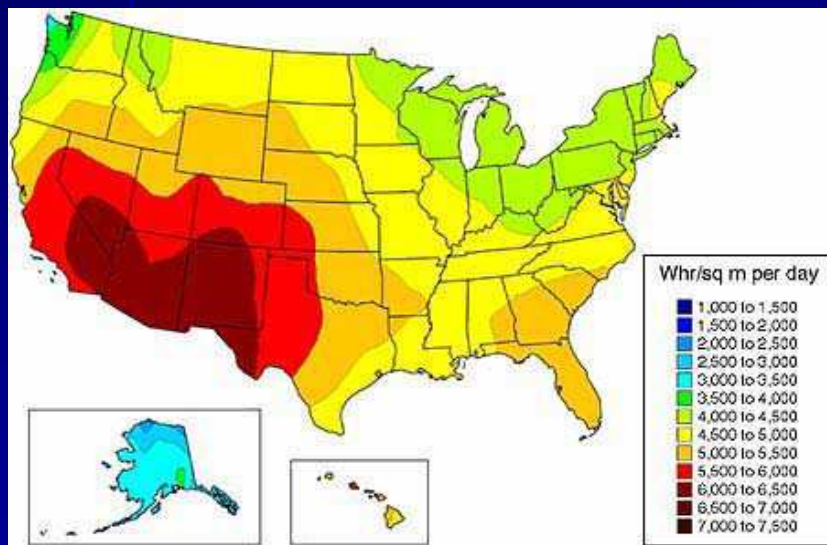 Whr/sq m per day
1,000 to 1,500
1,500 to 2,000
2,000 to 2,500
2,500 to 3,000
3,000 to 3,500
3,500 to 4,000
4,000 to 4,500
4,500 to 5,000
5,000 to 5,500
5,500 to 6,000
6,000 to 6,500
6,500 to 7,000
7,000 to 7,500